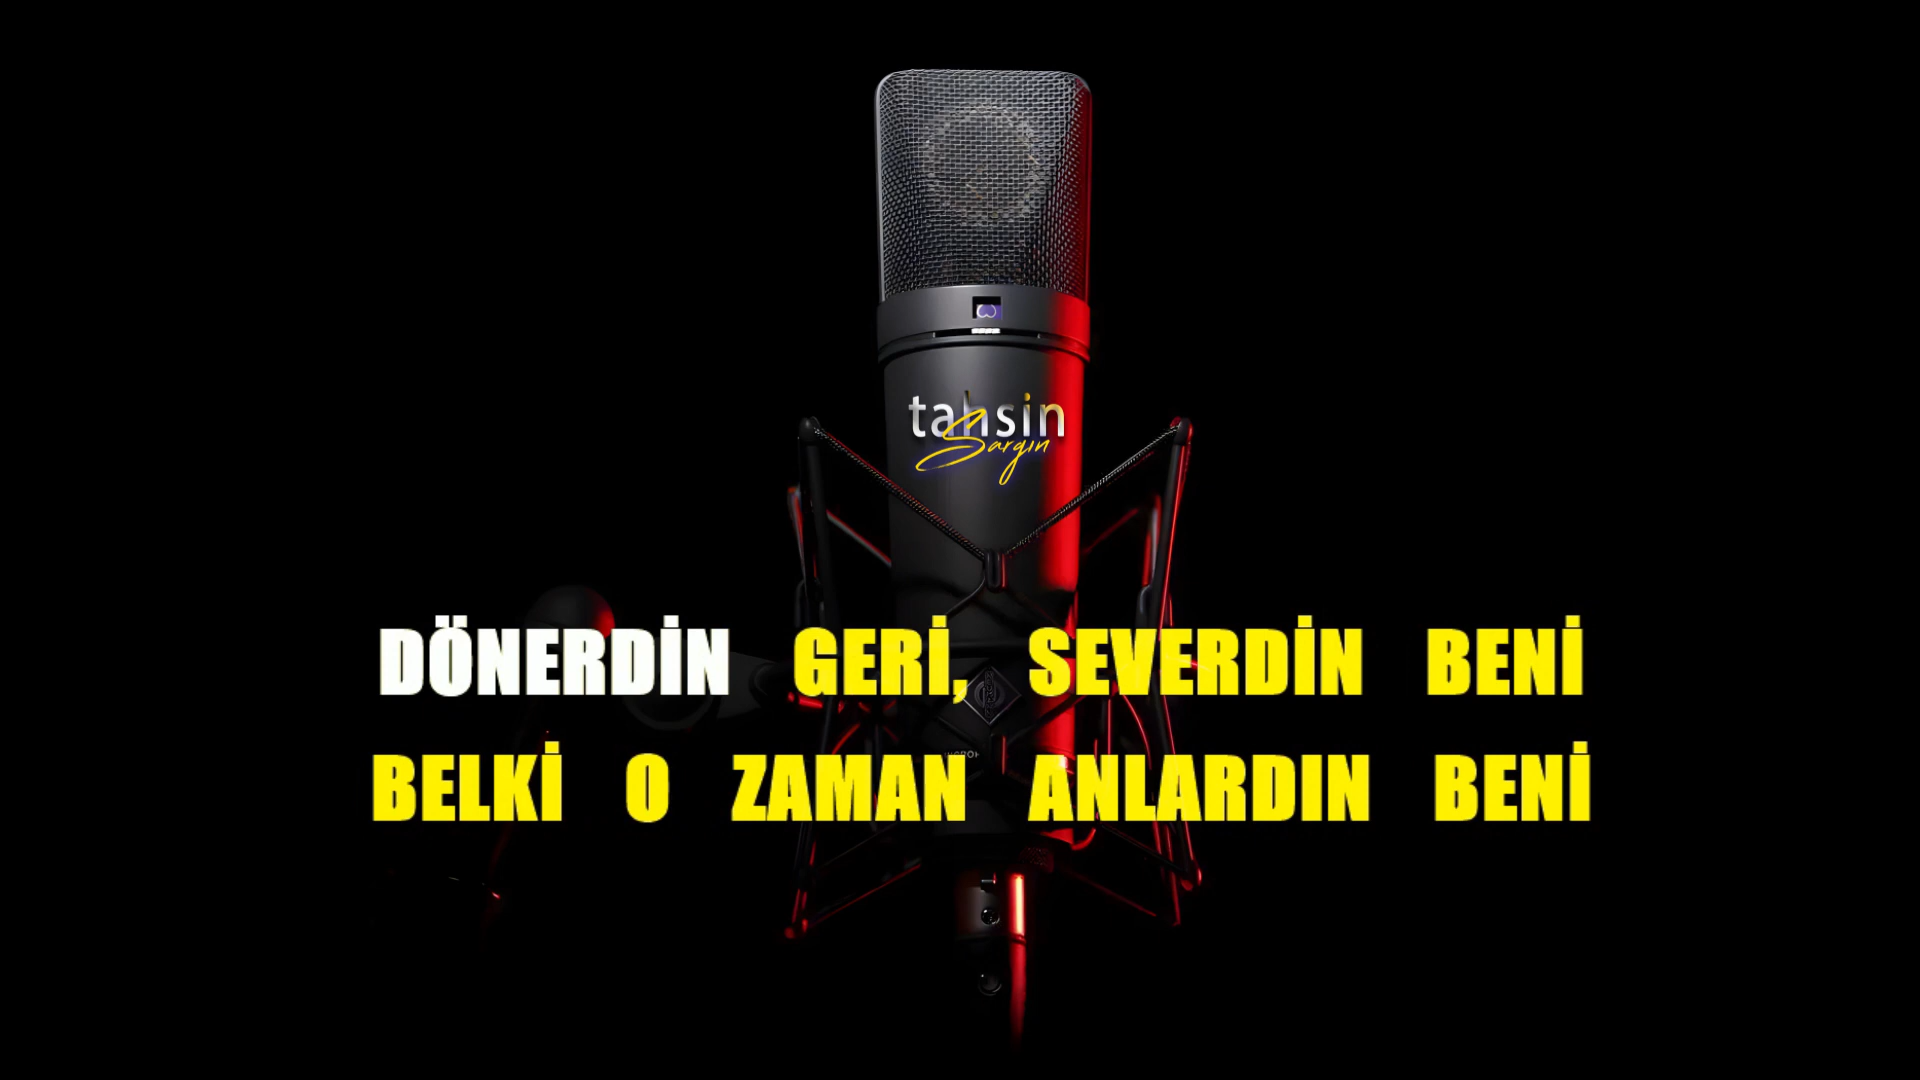 tahsin
Sargın
DÖNERDİN GERİ, SEVERDİN BENİ
BELKİ O ZAMAN ANLARDIN BENİ